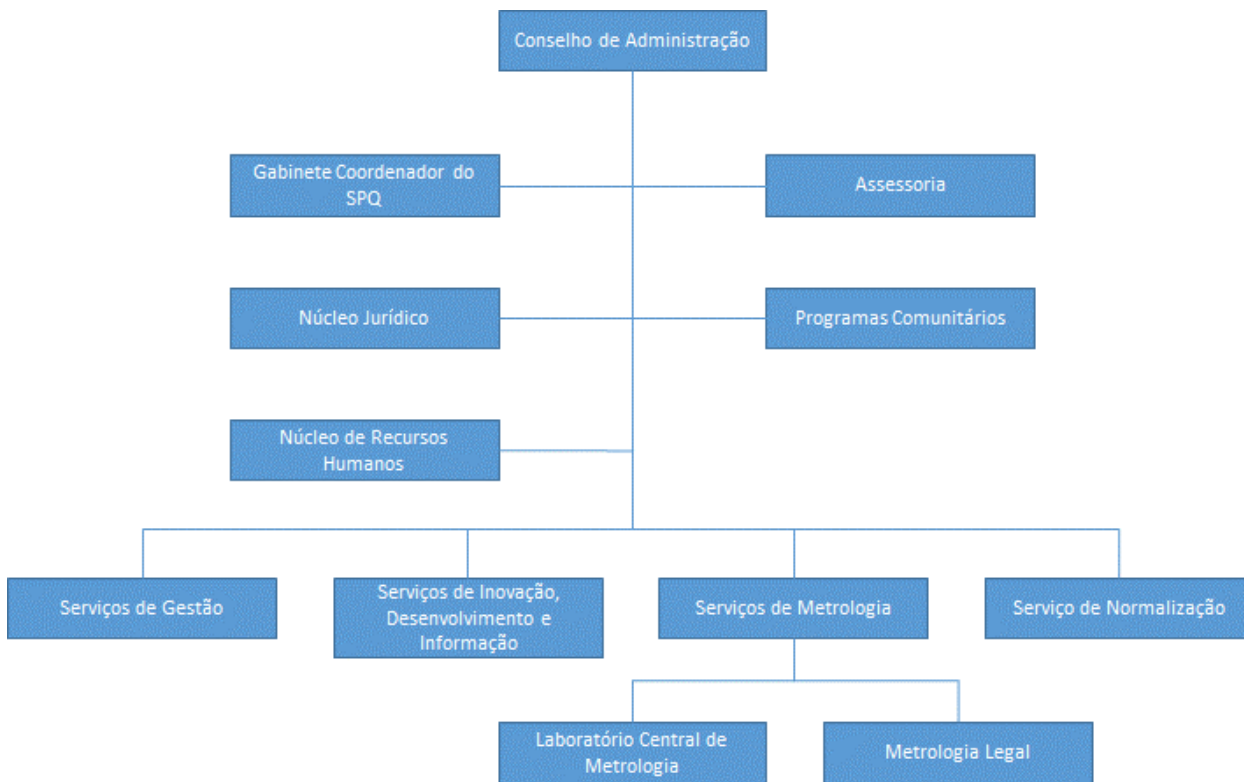 Conselho de Administração
Gabinete Coordenador do
SPQ
Assessoria
Núcleo Jurídico
Programas Comunitários
Núcleo de Recursos
Humanos
Serviços de Gestão
Serviços de Inovação,
Desenvolvimento e
Informação
Serviços de Metrologia
Serviço de Normalização
Laboratório Central de
Metrologia
Metrologia Legal